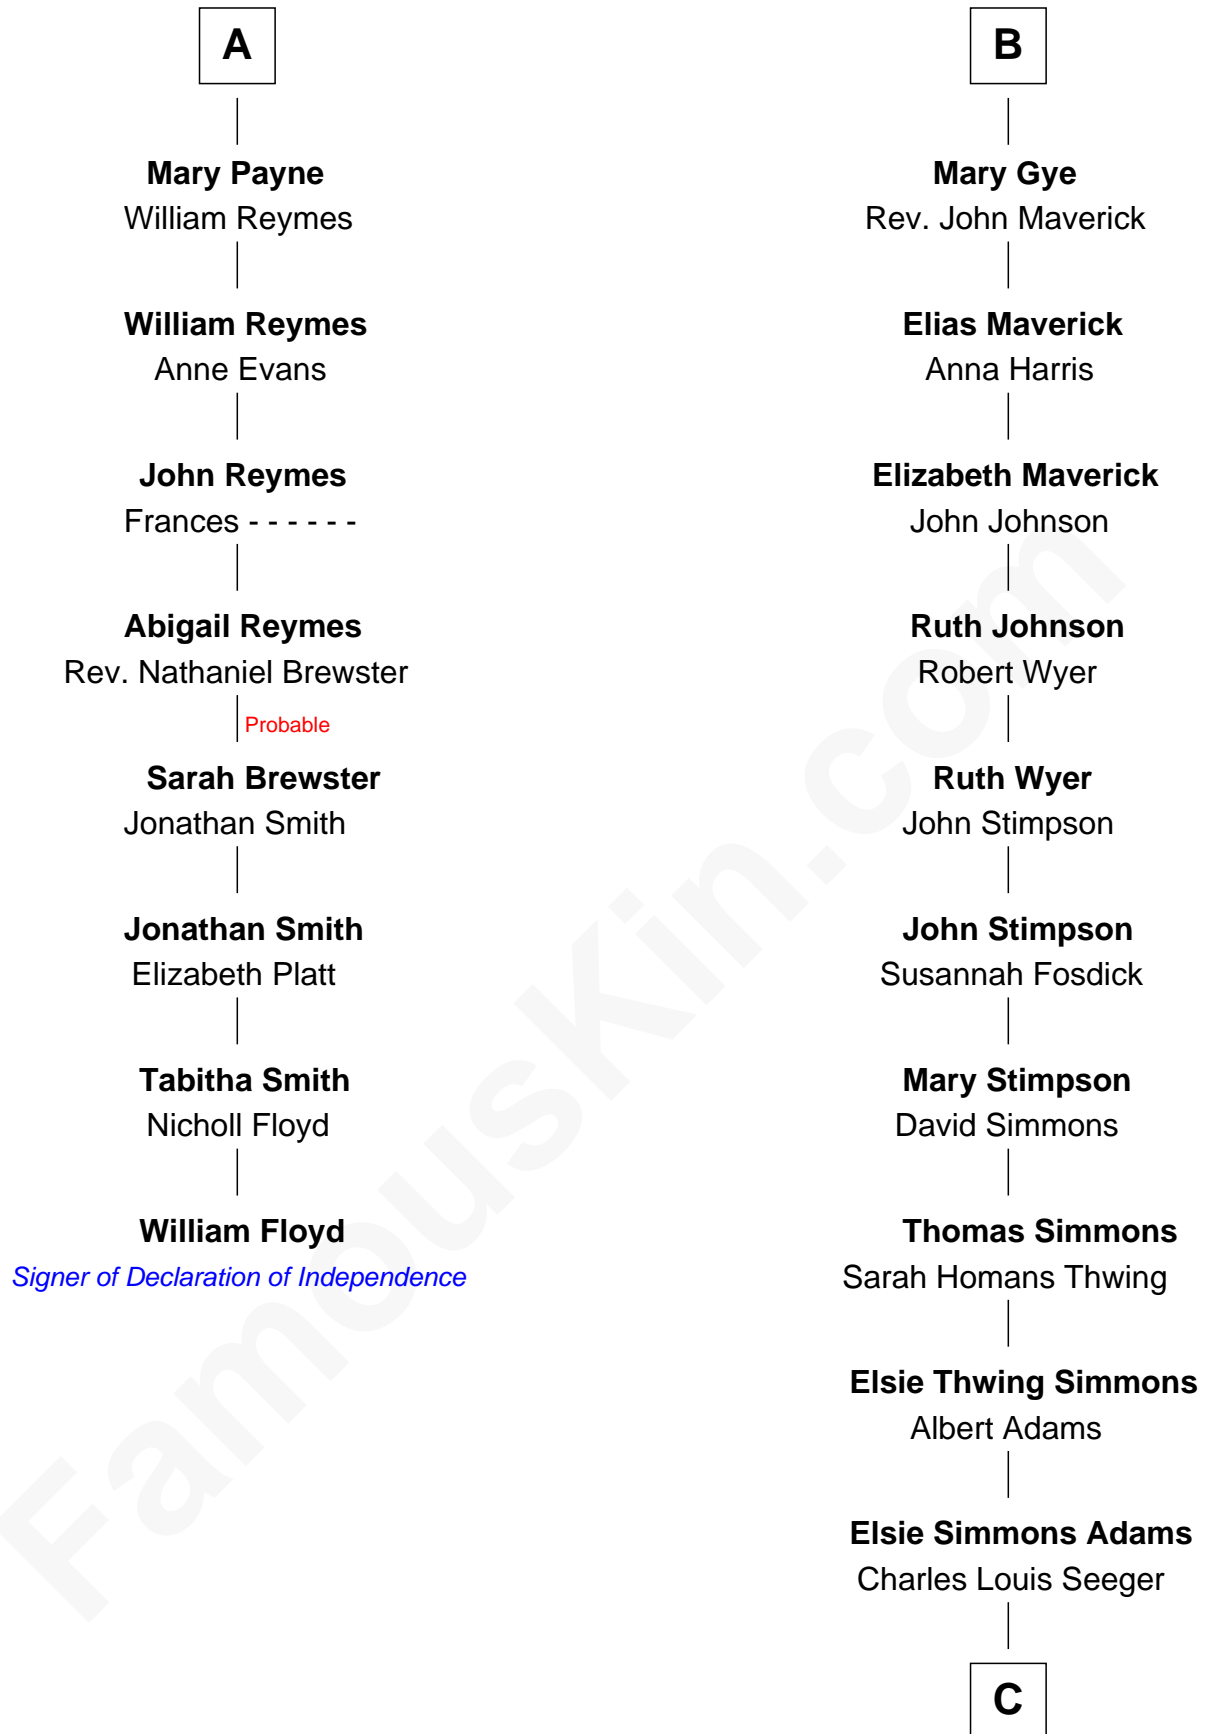 A
Mary Payne
William Reymes
William Reymes
Anne Evans
John Reymes
Frances - - - - - -
Abigail Reymes
Rev. Nathaniel Brewster
Probable
Sarah Brewster
Jonathan Smith
Jonathan Smith
Elizabeth Platt
Tabitha Smith
Nicholl Floyd
William Floyd
Signer of Declaration of Independence
B
Mary Gye
Rev. John Maverick
Elias Maverick
Anna Harris
Elizabeth Maverick
John Johnson
Ruth Johnson
Robert Wyer
Ruth Wyer
John Stimpson
John Stimpson
Susannah Fosdick
Mary Stimpson
David Simmons
Thomas Simmons
Sarah Homans Thwing
Elsie Thwing Simmons
Albert Adams
Elsie Simmons Adams
Charles Louis Seeger
C
FamousKin.com